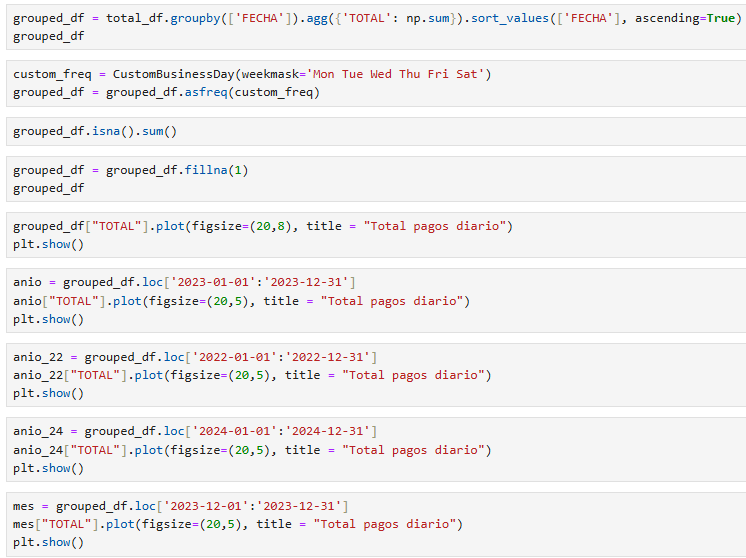 grouped_df = total_df.groupby(['FECHA']).agg({'TOTAL': np.sum}).sort_values(['FECHA'], ascending=True)
grouped_df
custom_freq = CustomBusinessDay(weekmask='Mon Tue Wed Thu Fri Sat')
grouped_df = grouped_df.asfreq(custom_freq)
grouped_df.isna().sum()
grouped_df = grouped_df.fillna(1)
grouped_df
grouped_df["TOTAL"].plot(figsize=(20,8), title = "Total pagos diario")
plt.show()
anio = grouped_df.loc['2023-01-01':'2023-12-31']
anio["TOTAL"].plot(figsize=(20,5), title = "Total pagos diario")
plt.show()
anio_22 = grouped_df.loc['2022-01-01':'2022-12-31']
anio_22["TOTAL"].plot(figsize=(20,5), title = "Total pagos diario")
plt.show()
anio_24 = grouped_df.loc['2024-01-01':'2024-12-31']
anio_24["TOTAL"].plot(figsize=(20,5), title = "Total pagos diario")
plt.show()
mes = grouped_df.loc['2023-12-01':'2023-12-31']
mes["TOTAL"].plot(figsize=(20,5), title = "Total pagos diario")
plt.show()